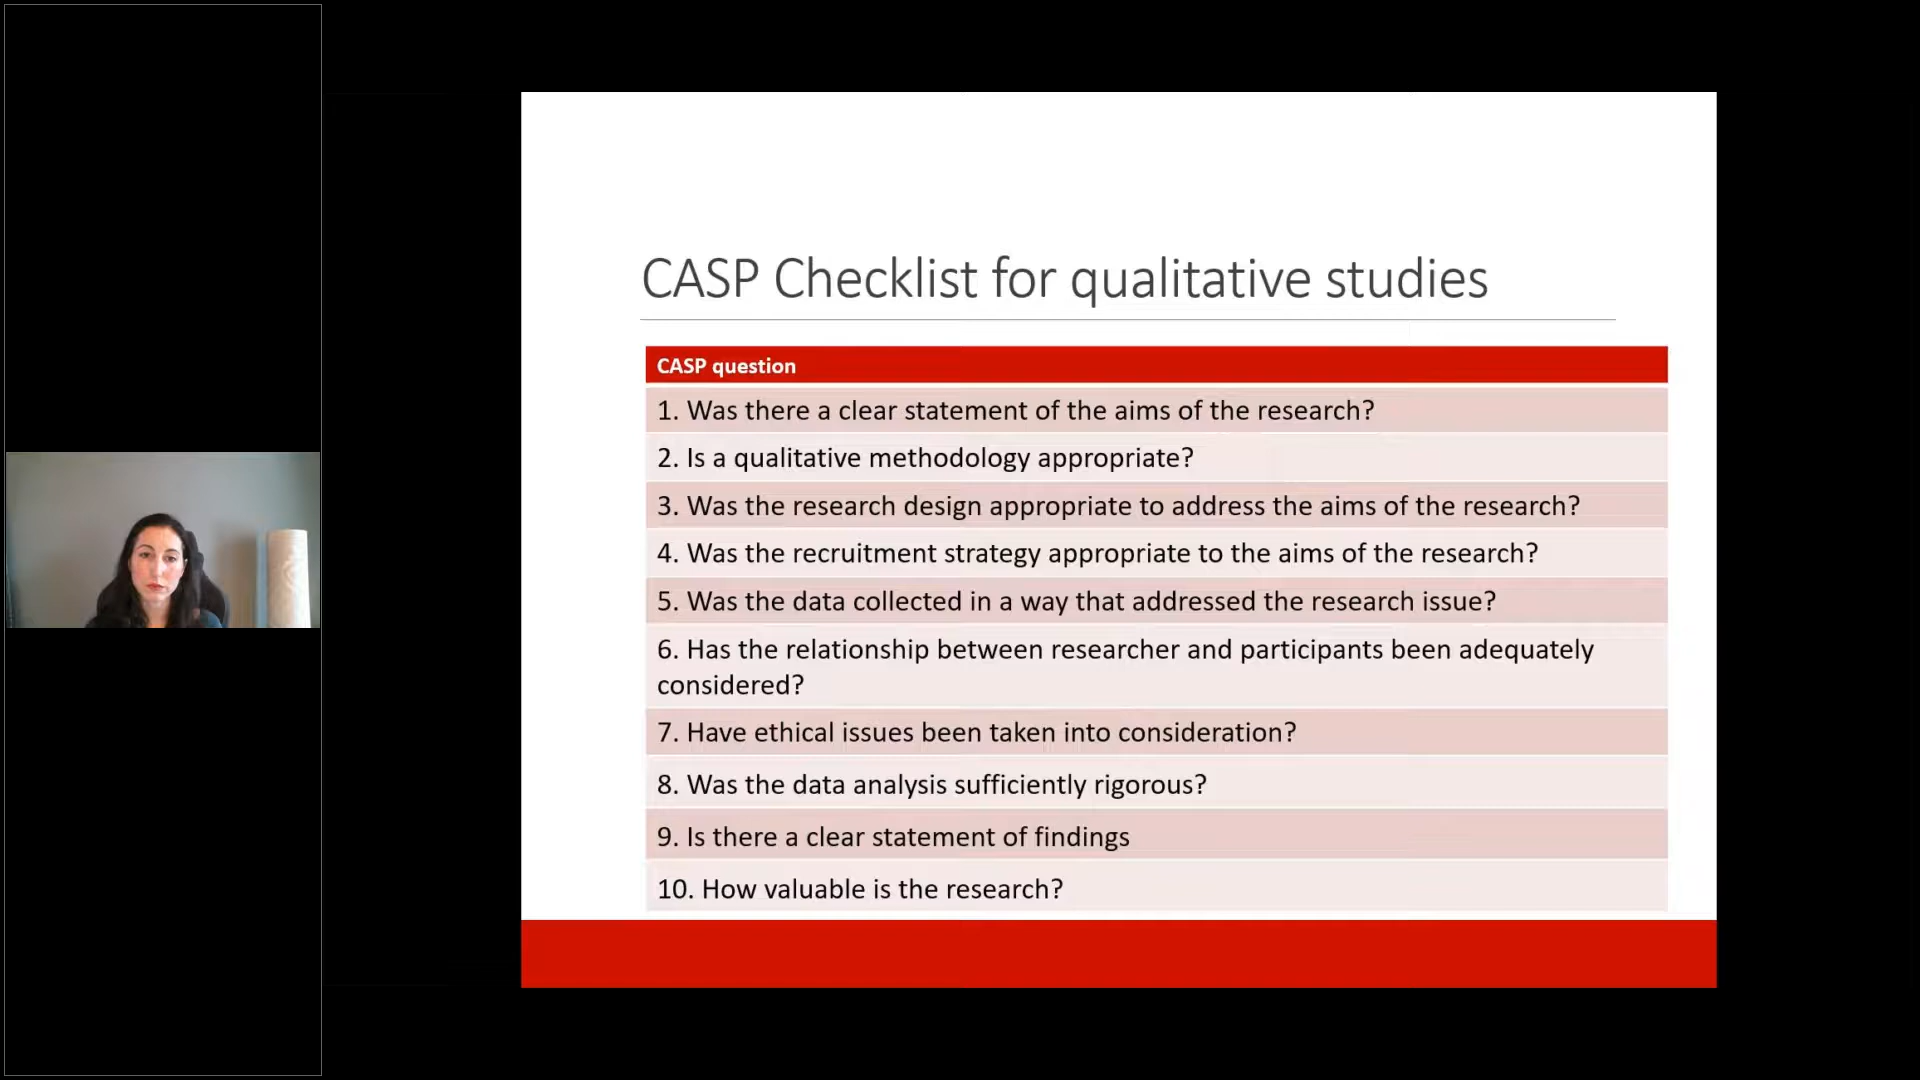 CASP Checklist for qualitative studies
CASP question
1. Was there a clear statement of the aims of the research?
2. Is a qualitative methodology appropriate?
3. Was the research design appropriate to address the aims of the research?
4. Was the recruitment strategy appropriate to the aims of the research?
5. Was the data collected in a way that addressed the research issue?
6. Has the relationship between researcher and participants been adequately
considered?
7. Have ethical issues been taken into consideration?
8. Was the data analysis sufficiently rigorous?
9. Is there a clear statement of findings
10. How valuable is the research?